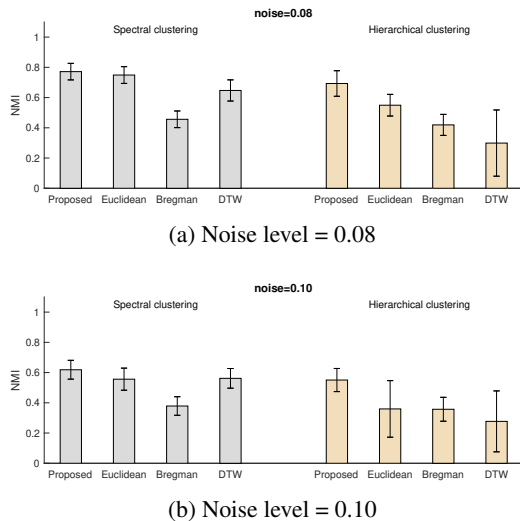 noise=0.08
Spectral clustering Hierarchical clustering
1
0.8
0.6
0.4
0.2
0
NMI
Proposed Euclidean Bregman DTW Proposed Euclidean Bregman DTW
(a) Noise level = 0.08
noise=0.10
Spectral clustering Hierarchical clustering
1
0.8
0.6
0.4
0.2
0
NMI
Proposed Euclidean Bregman DTW Proposed Euclidean Bregman DTW
(b) Noise level = 0.10